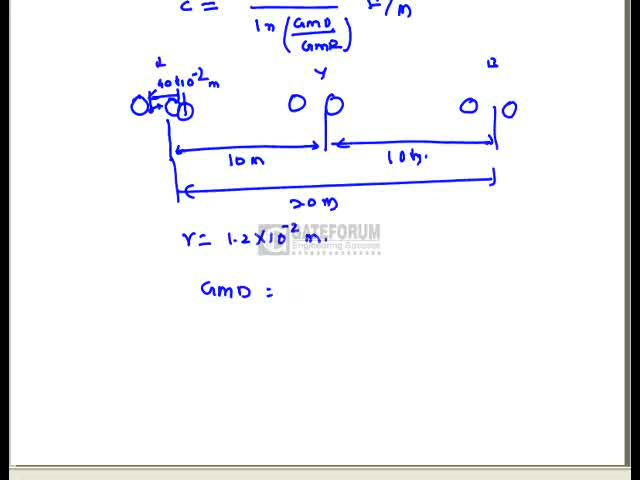 C = F/m
ln (GMD/GMR)
R Y B
40×10⁻² m
10 m 10 m.
20 m
GATEFORUM
Engineering Success
r = 1.2×10⁻² m.
GMD =